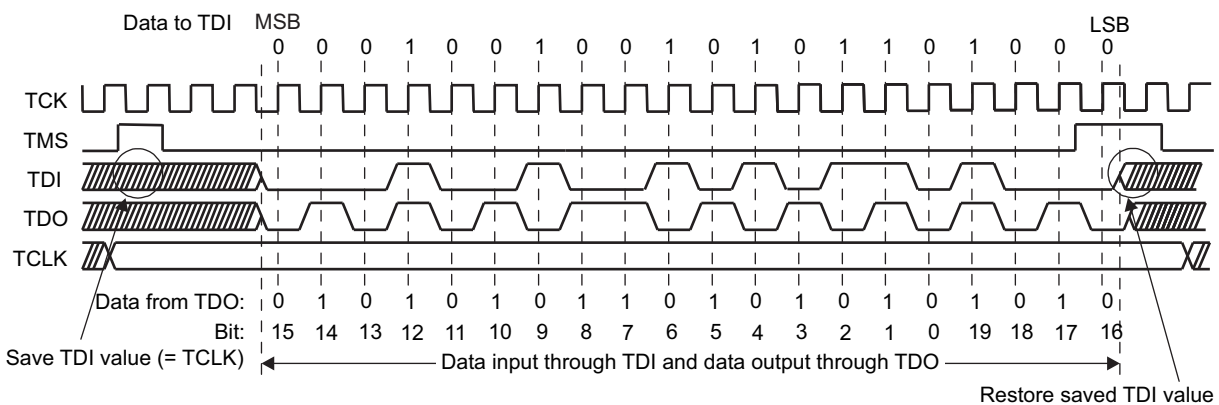 Data to TDI MSB LSB
0 0 0 1 0 0 1 0 0 1 0 1 0 1 1 0 1 0 0 0
TCK
TMS
TDI
TDO
TCLK
Data from TDO: 0 1 0 1 0 1 0 1 1 0 1 0 1 0 1 0 1 0 1 0
Bit: 15 14 13 12 11 10 9 8 7 6 5 4 3 2 1 0 19 18 17 16
Save TDI value (= TCLK)
Data input through TDI and data output through TDO
Restore saved TDI value